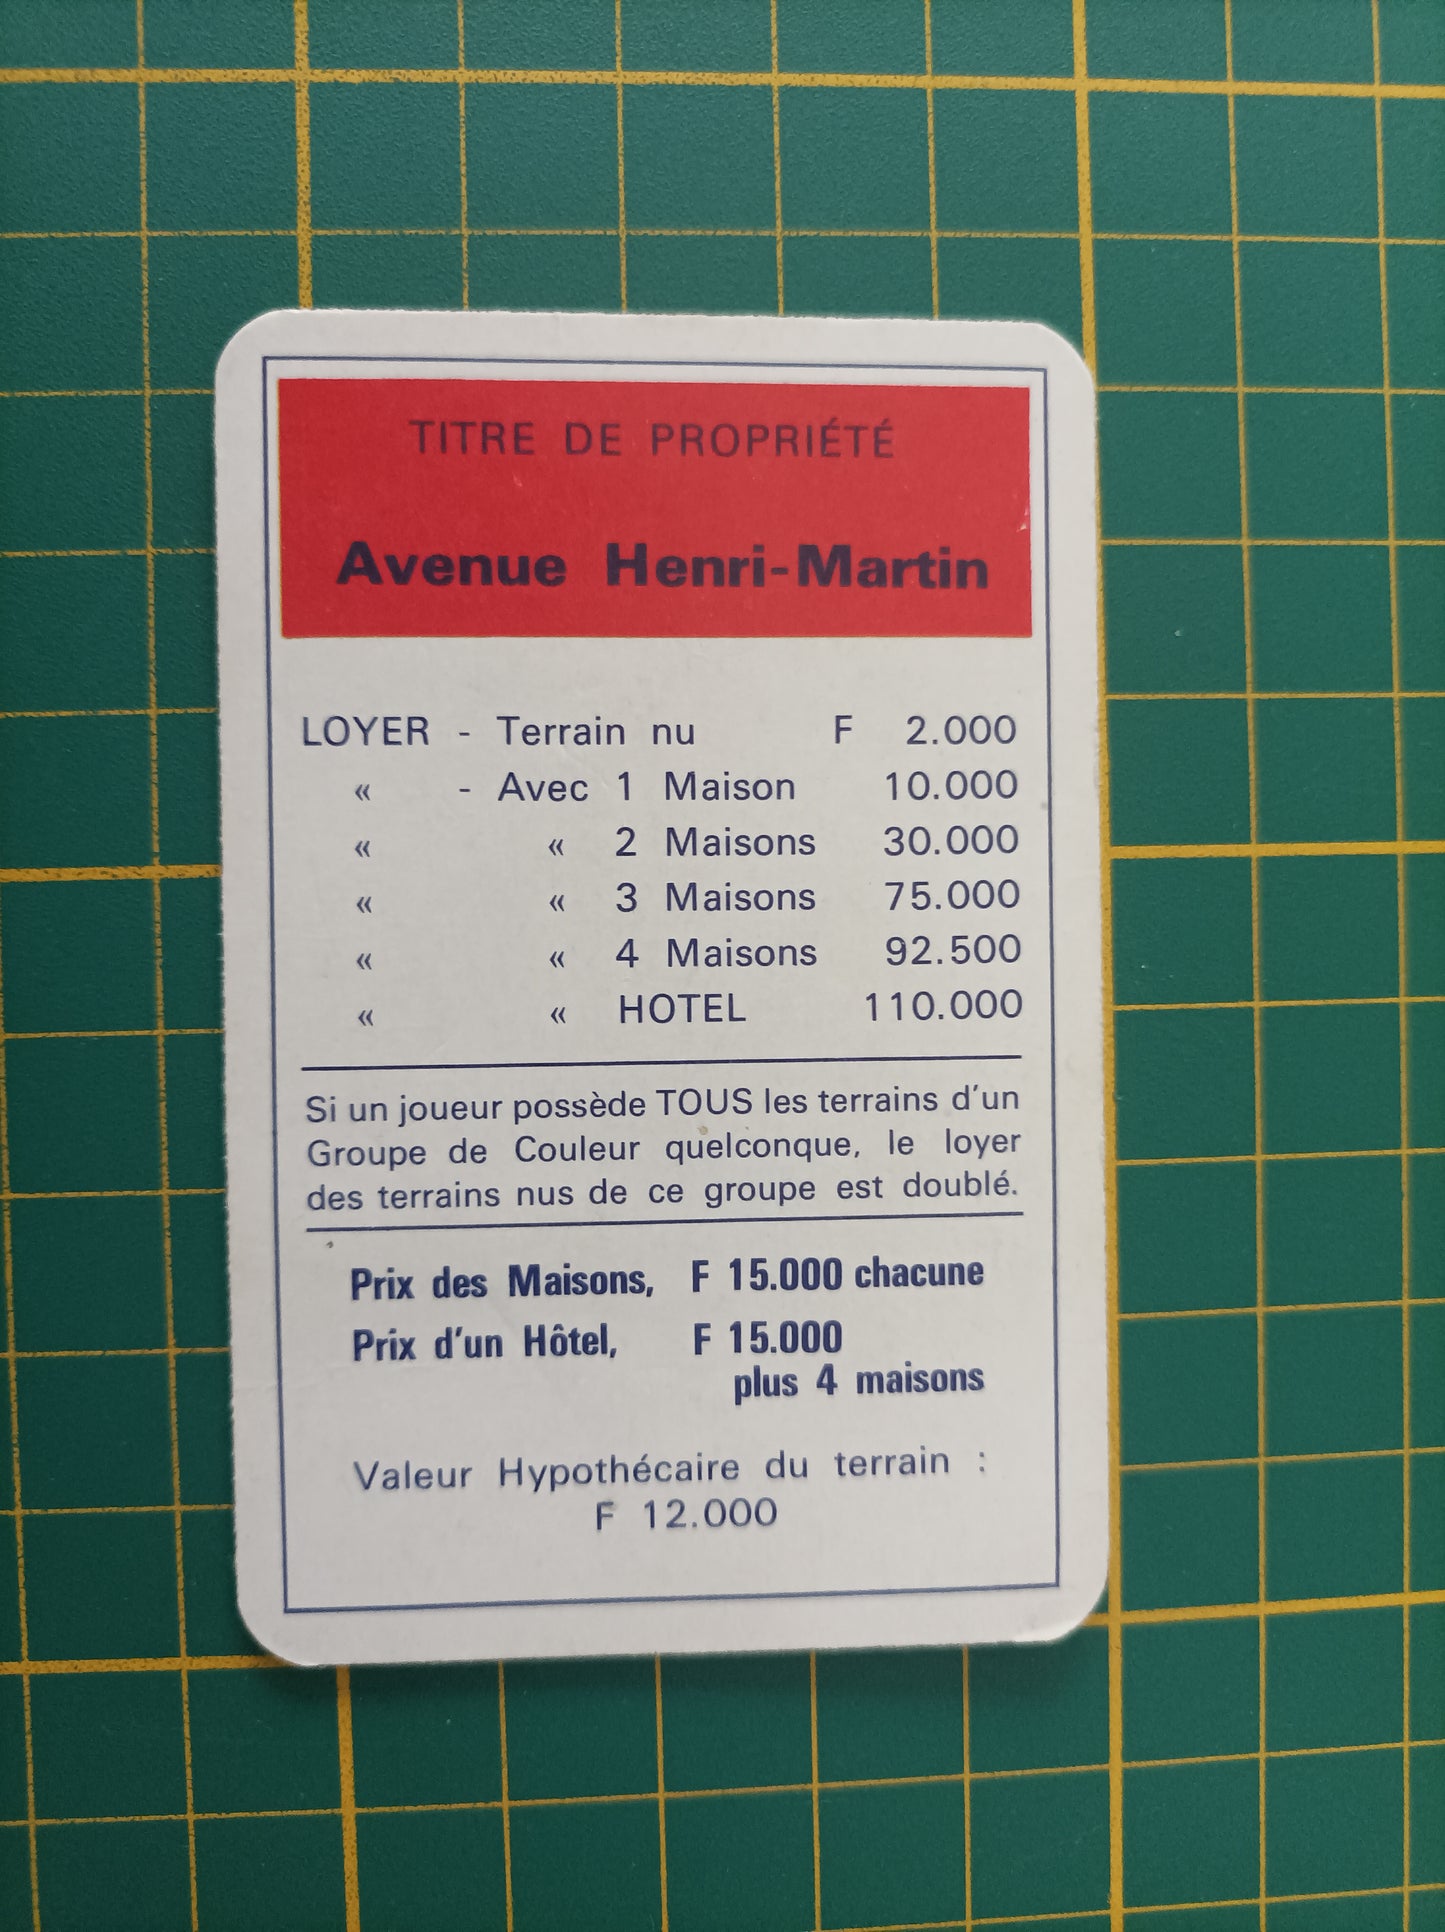 TITRE DE PROPRIÉTÉ
Avenue Henri-Martin
LOYER - Terrain nu F 2.000
« - Avec 1 Maison 10.000
« « 2 Maisons 30.000
« « 3 Maisons 75.000
« « 4 Maisons 92.500
« « HOTEL 110.000
Si un joueur possède TOUS les terrains d'un
Groupe de Couleur quelconque, le loyer
des terrains nus de ce groupe est doublé.
Prix des Maisons, F 15.000 chacune
Prix d'un Hôtel, F 15.000
plus 4 maisons
Valeur Hypothécaire du terrain :
F 12.000